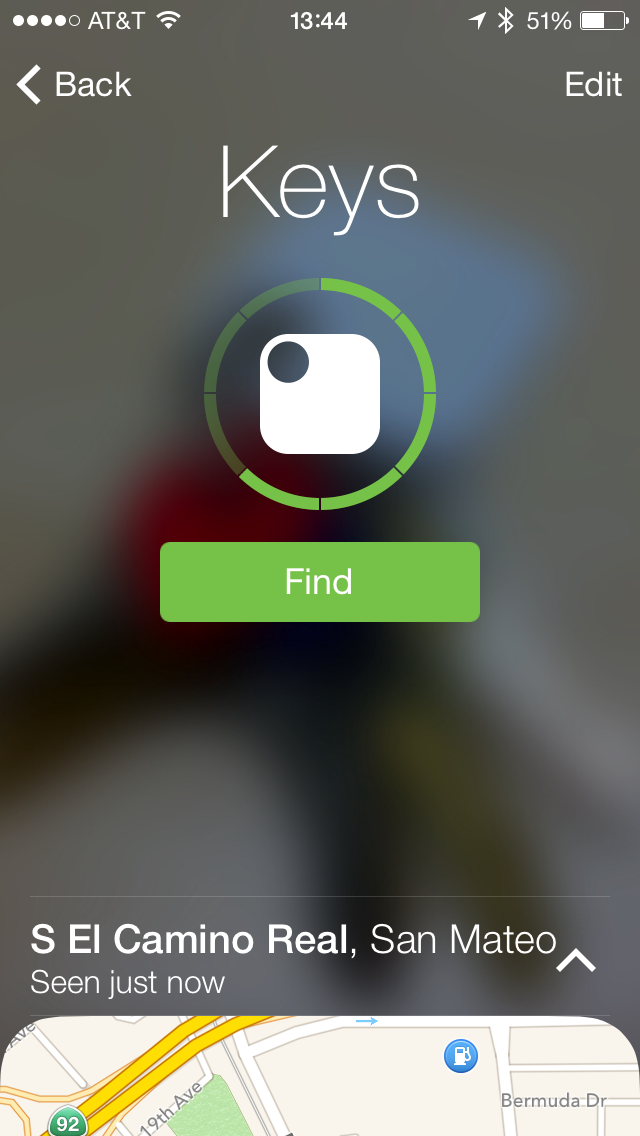 AT&T 13:44 51%
Back Edit
Keys
Find
S El Camino Real, San Mateo
Seen just now
Ave
19th Ave
Bermuda Dr
92